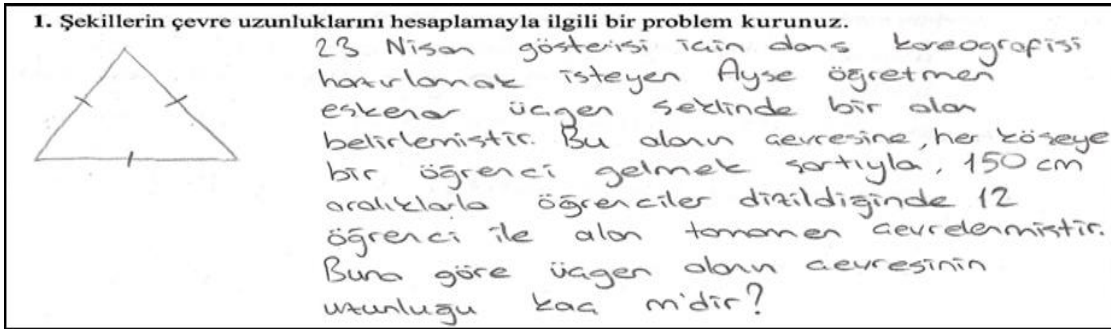 1. Şekillerin çevre uzunluklarını hesaplamayla ilgili bir problem kurunuz.
23 Nisan gösterisi için dans koreografisi
hazırlamak isteyen Ayşe öğretmen
eşkenar üçgen şeklinde bir alan
belirlemiştir. Bu alanın çevresine, her köşeye
bir öğrenci gelmek şartıyla, 150 cm
aralıklarla öğrenciler dizildiğinde 12
öğrenci ile alan tamamen çevrelenmiştir.
Buna göre üçgen alanın çevresinin
uzunluğu kaç m'dir?